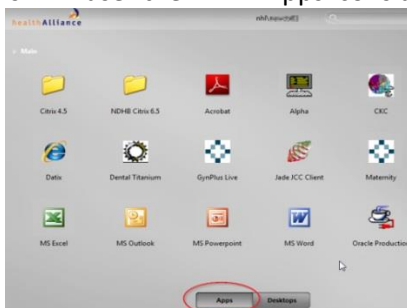 healthAlliance
Main
Citrix 4.5
NDHB Citrix 6.5
Acrobat
Alpha
CKC
Datix
Dental Titanium
GynPlus Live
Jade JCC Client
Maternity
MS Excel
MS Outlook
MS Powerpoint
MS Word
Oracle Production
Apps
Desktops